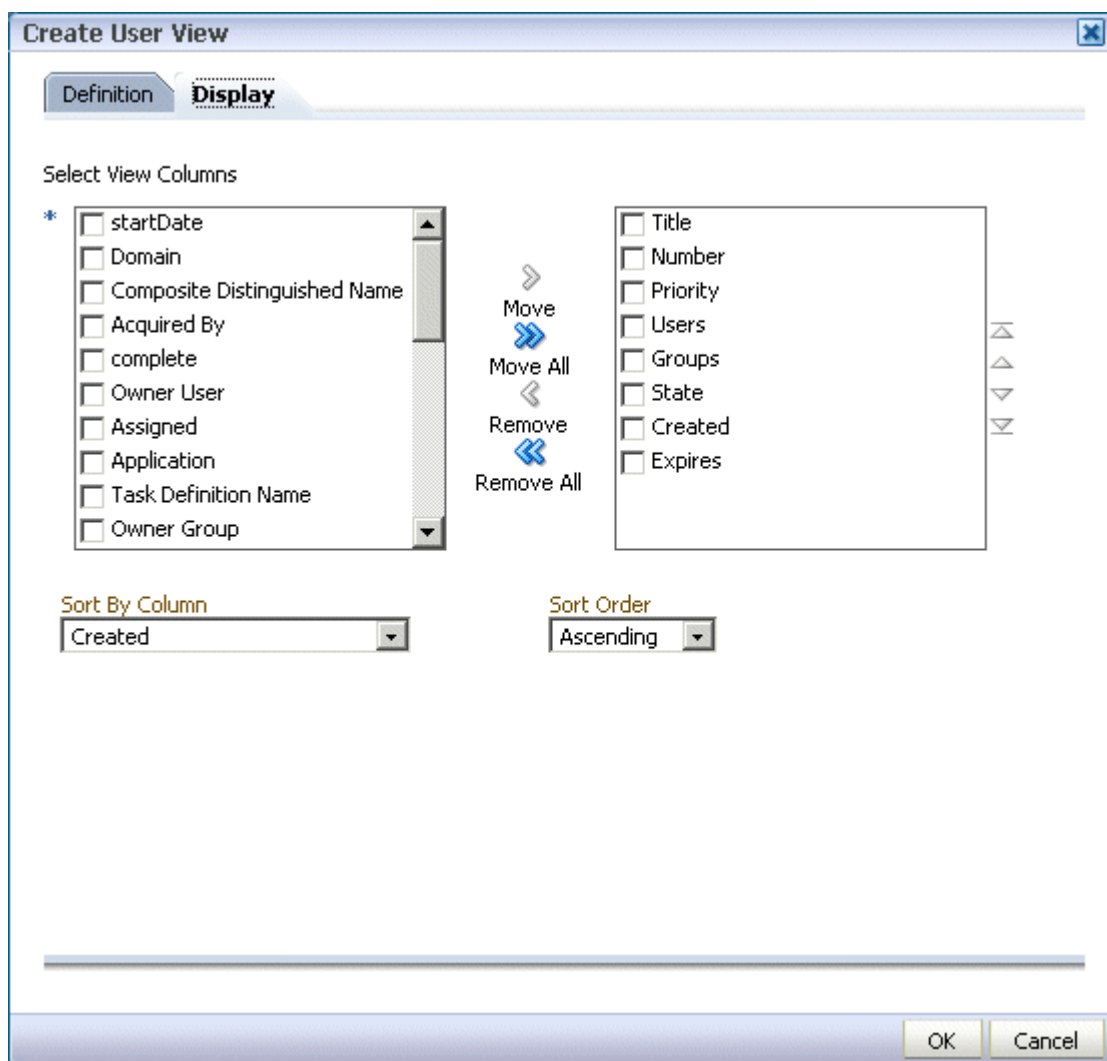 Create User View
Definition
Display
Select View Columns
*
startDate
Domain
Composite Distinguished Name
Acquired By
complete
Owner User
Assigned
Application
Task Definition Name
Owner Group
Move
Move All
Remove
Remove All
Title
Number
Priority
Users
Groups
State
Created
Expires
Sort By Column
Created
Sort Order
Ascending
OK
Cancel